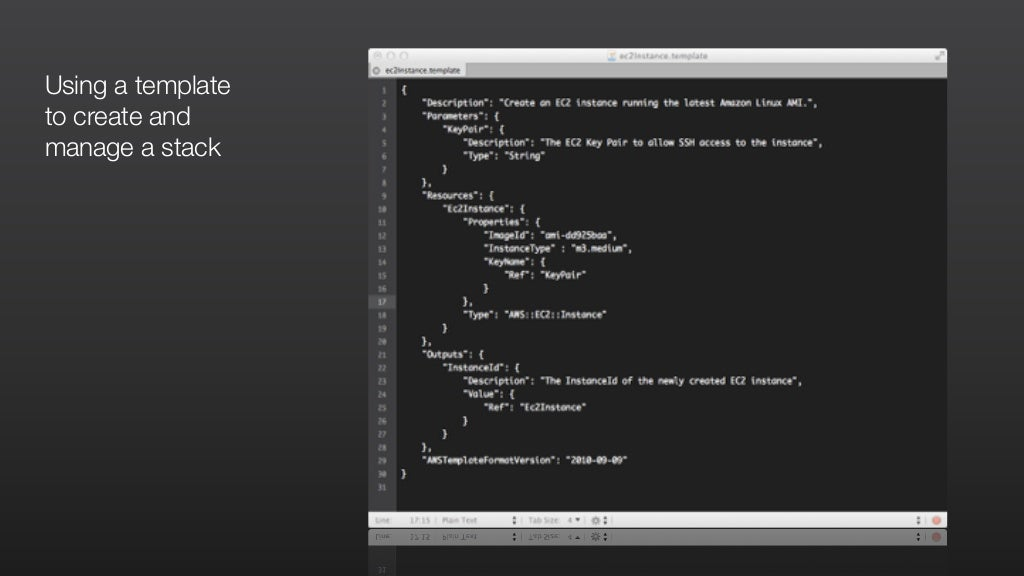 Using a template
to create and
manage a stack
ec2Instance.template
ec2Instance.template
1 {
2 "Description": "Create an EC2 instance running the latest Amazon Linux AMI.",
3 "Parameters": {
4 "KeyPair": {
5 "Description": "The EC2 Key Pair to allow SSH access to the instance",
6 "Type": "String"
7 }
8 },
9 "Resources": {
10 "Ec2Instance": {
11 "Properties": {
12 "ImageId": "ami-dd925baa",
13 "InstanceType" : "m3.medium",
14 "KeyName": {
15 "Ref": "KeyPair"
16 }
17 },
18 "Type": "AWS::EC2::Instance"
19 }
20 },
21 "Outputs": {
22 "InstanceId": {
23 "Description": "The InstanceId of the newly created EC2 instance",
24 "Value": {
25 "Ref": "Ec2Instance"
26 }
27 }
28 },
29 "AWSTemplateFormatVersion": "2010-09-09"
30 }
31
Line: 17:15 | Plain Text Tab Size: 4